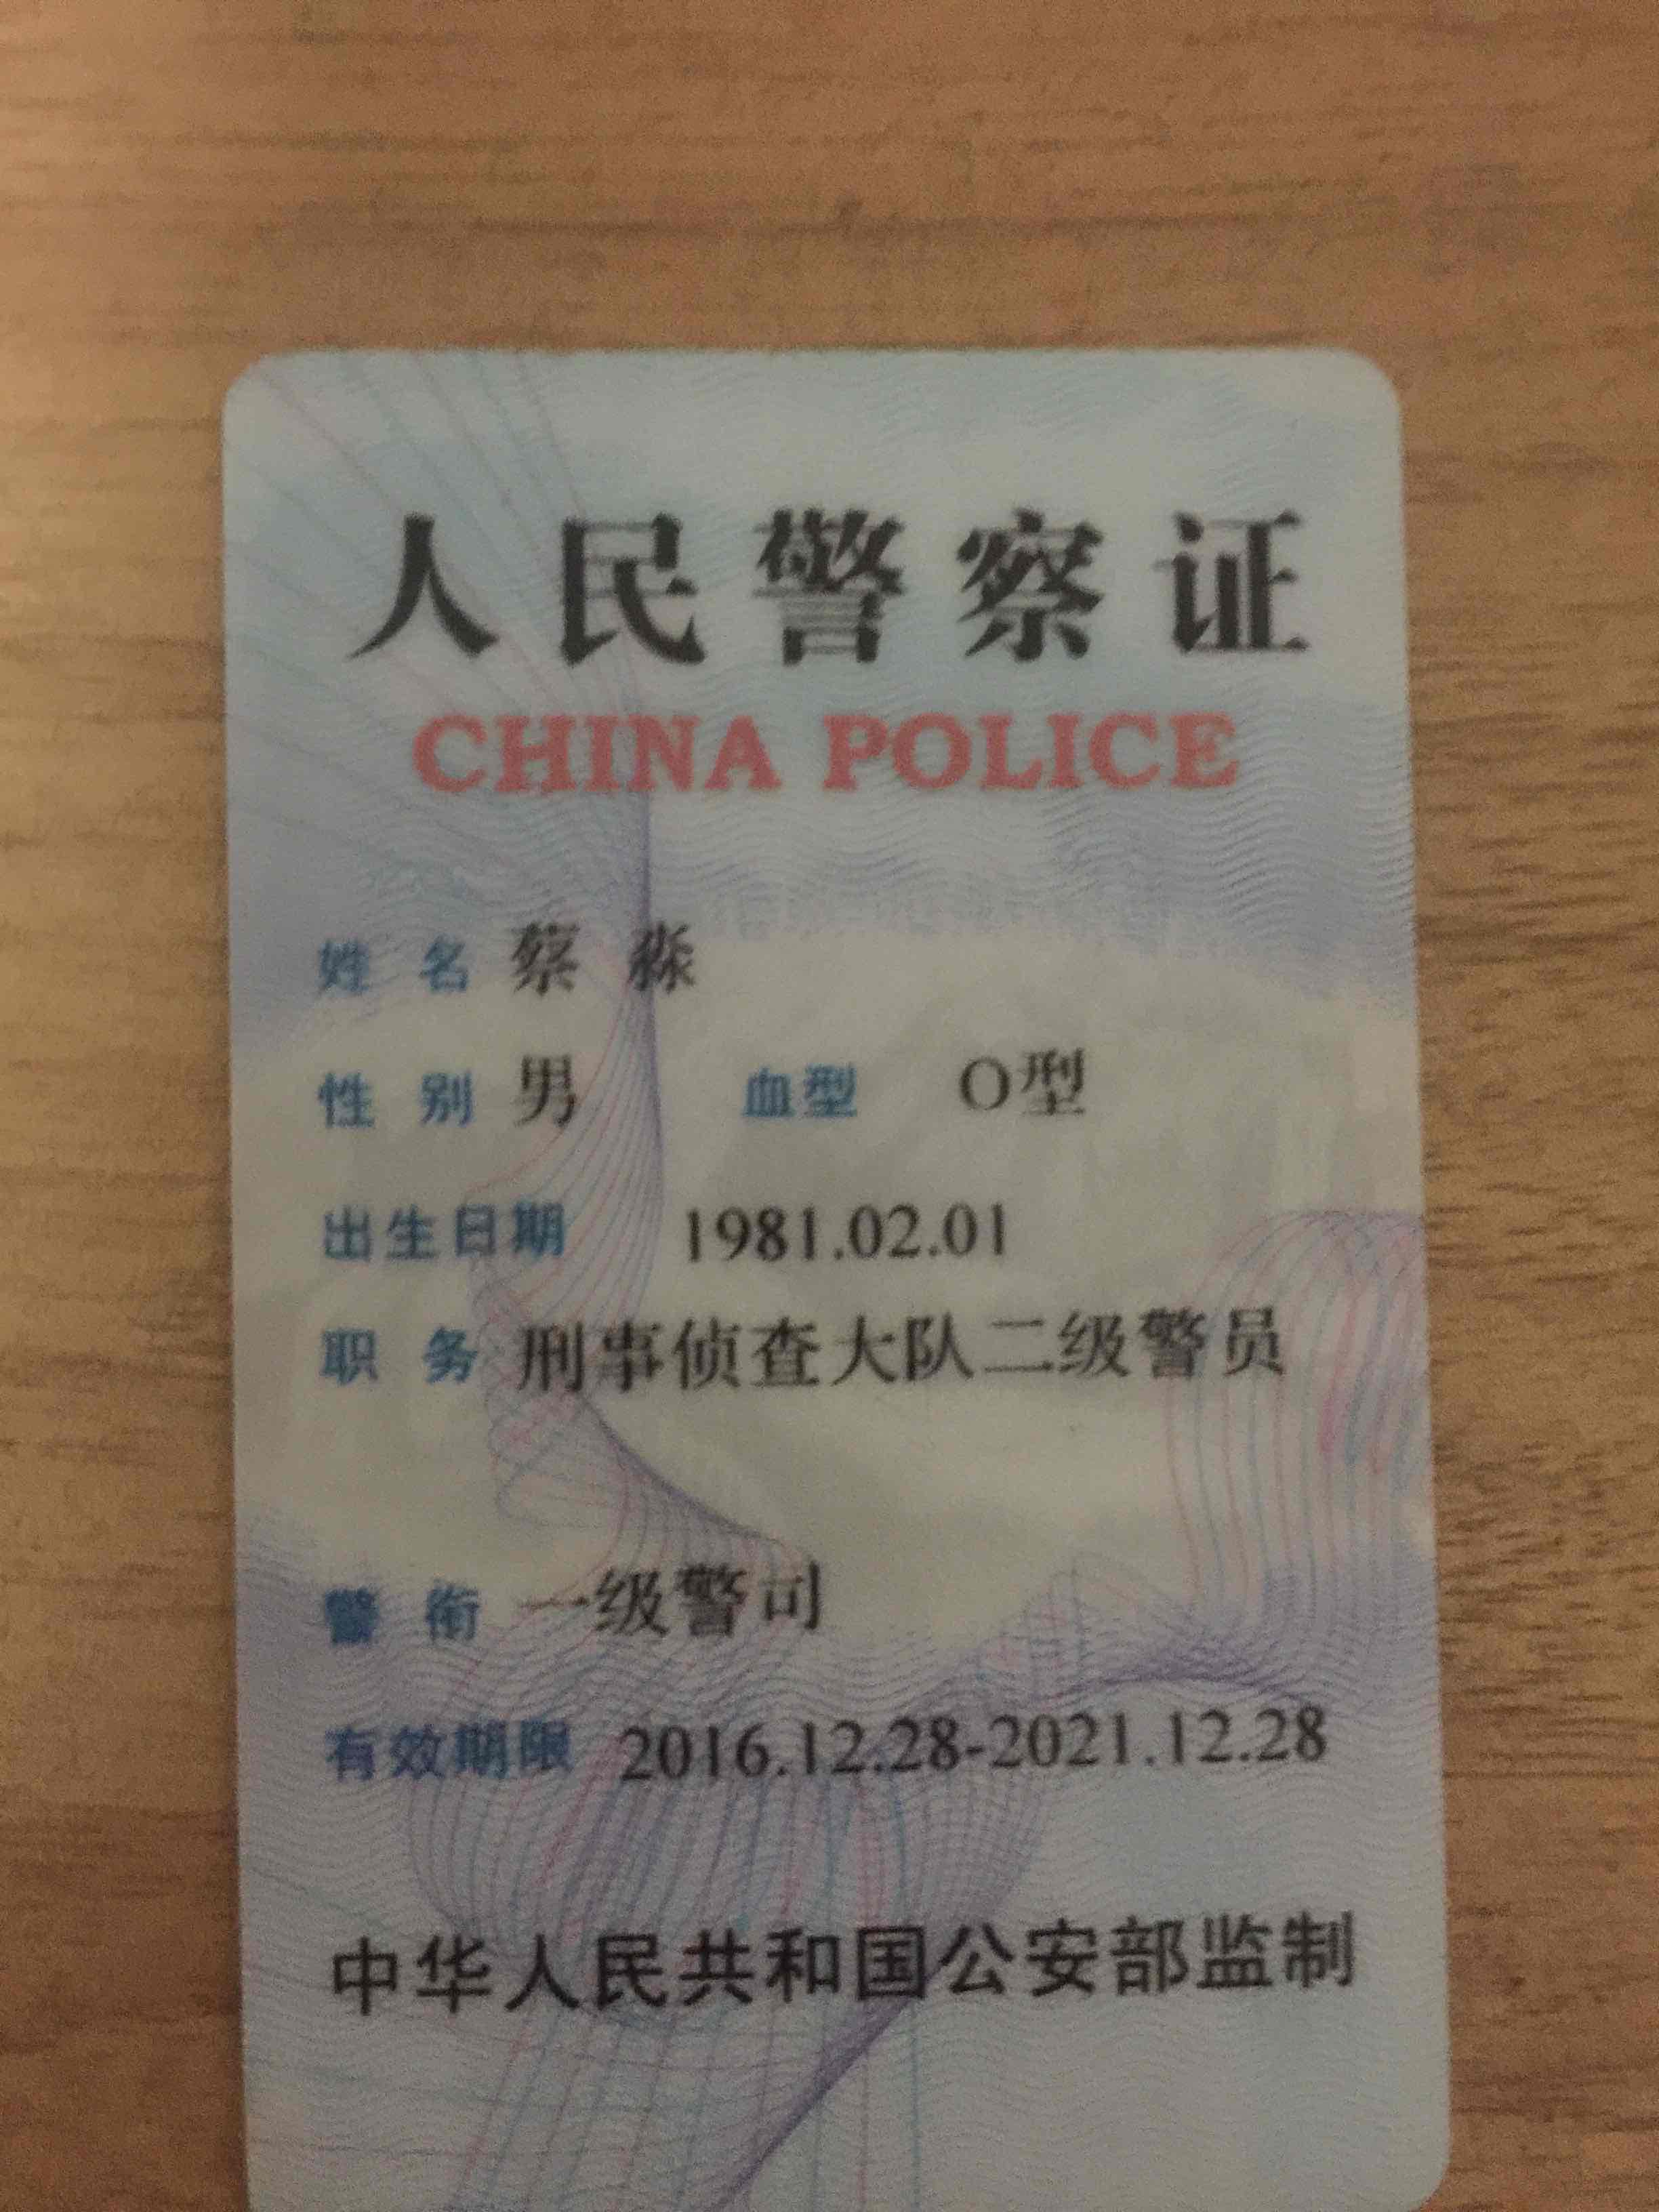 人民警察证
CHINA POLICE
姓 名 蔡 淼
性 别 男 血型 O型
出生日期 1981.02.01
职 务 刑事侦查大队二级警员
警 衔 一级警司
有效期限 2016.12.28-2021.12.28
中华人民共和国公安部监制